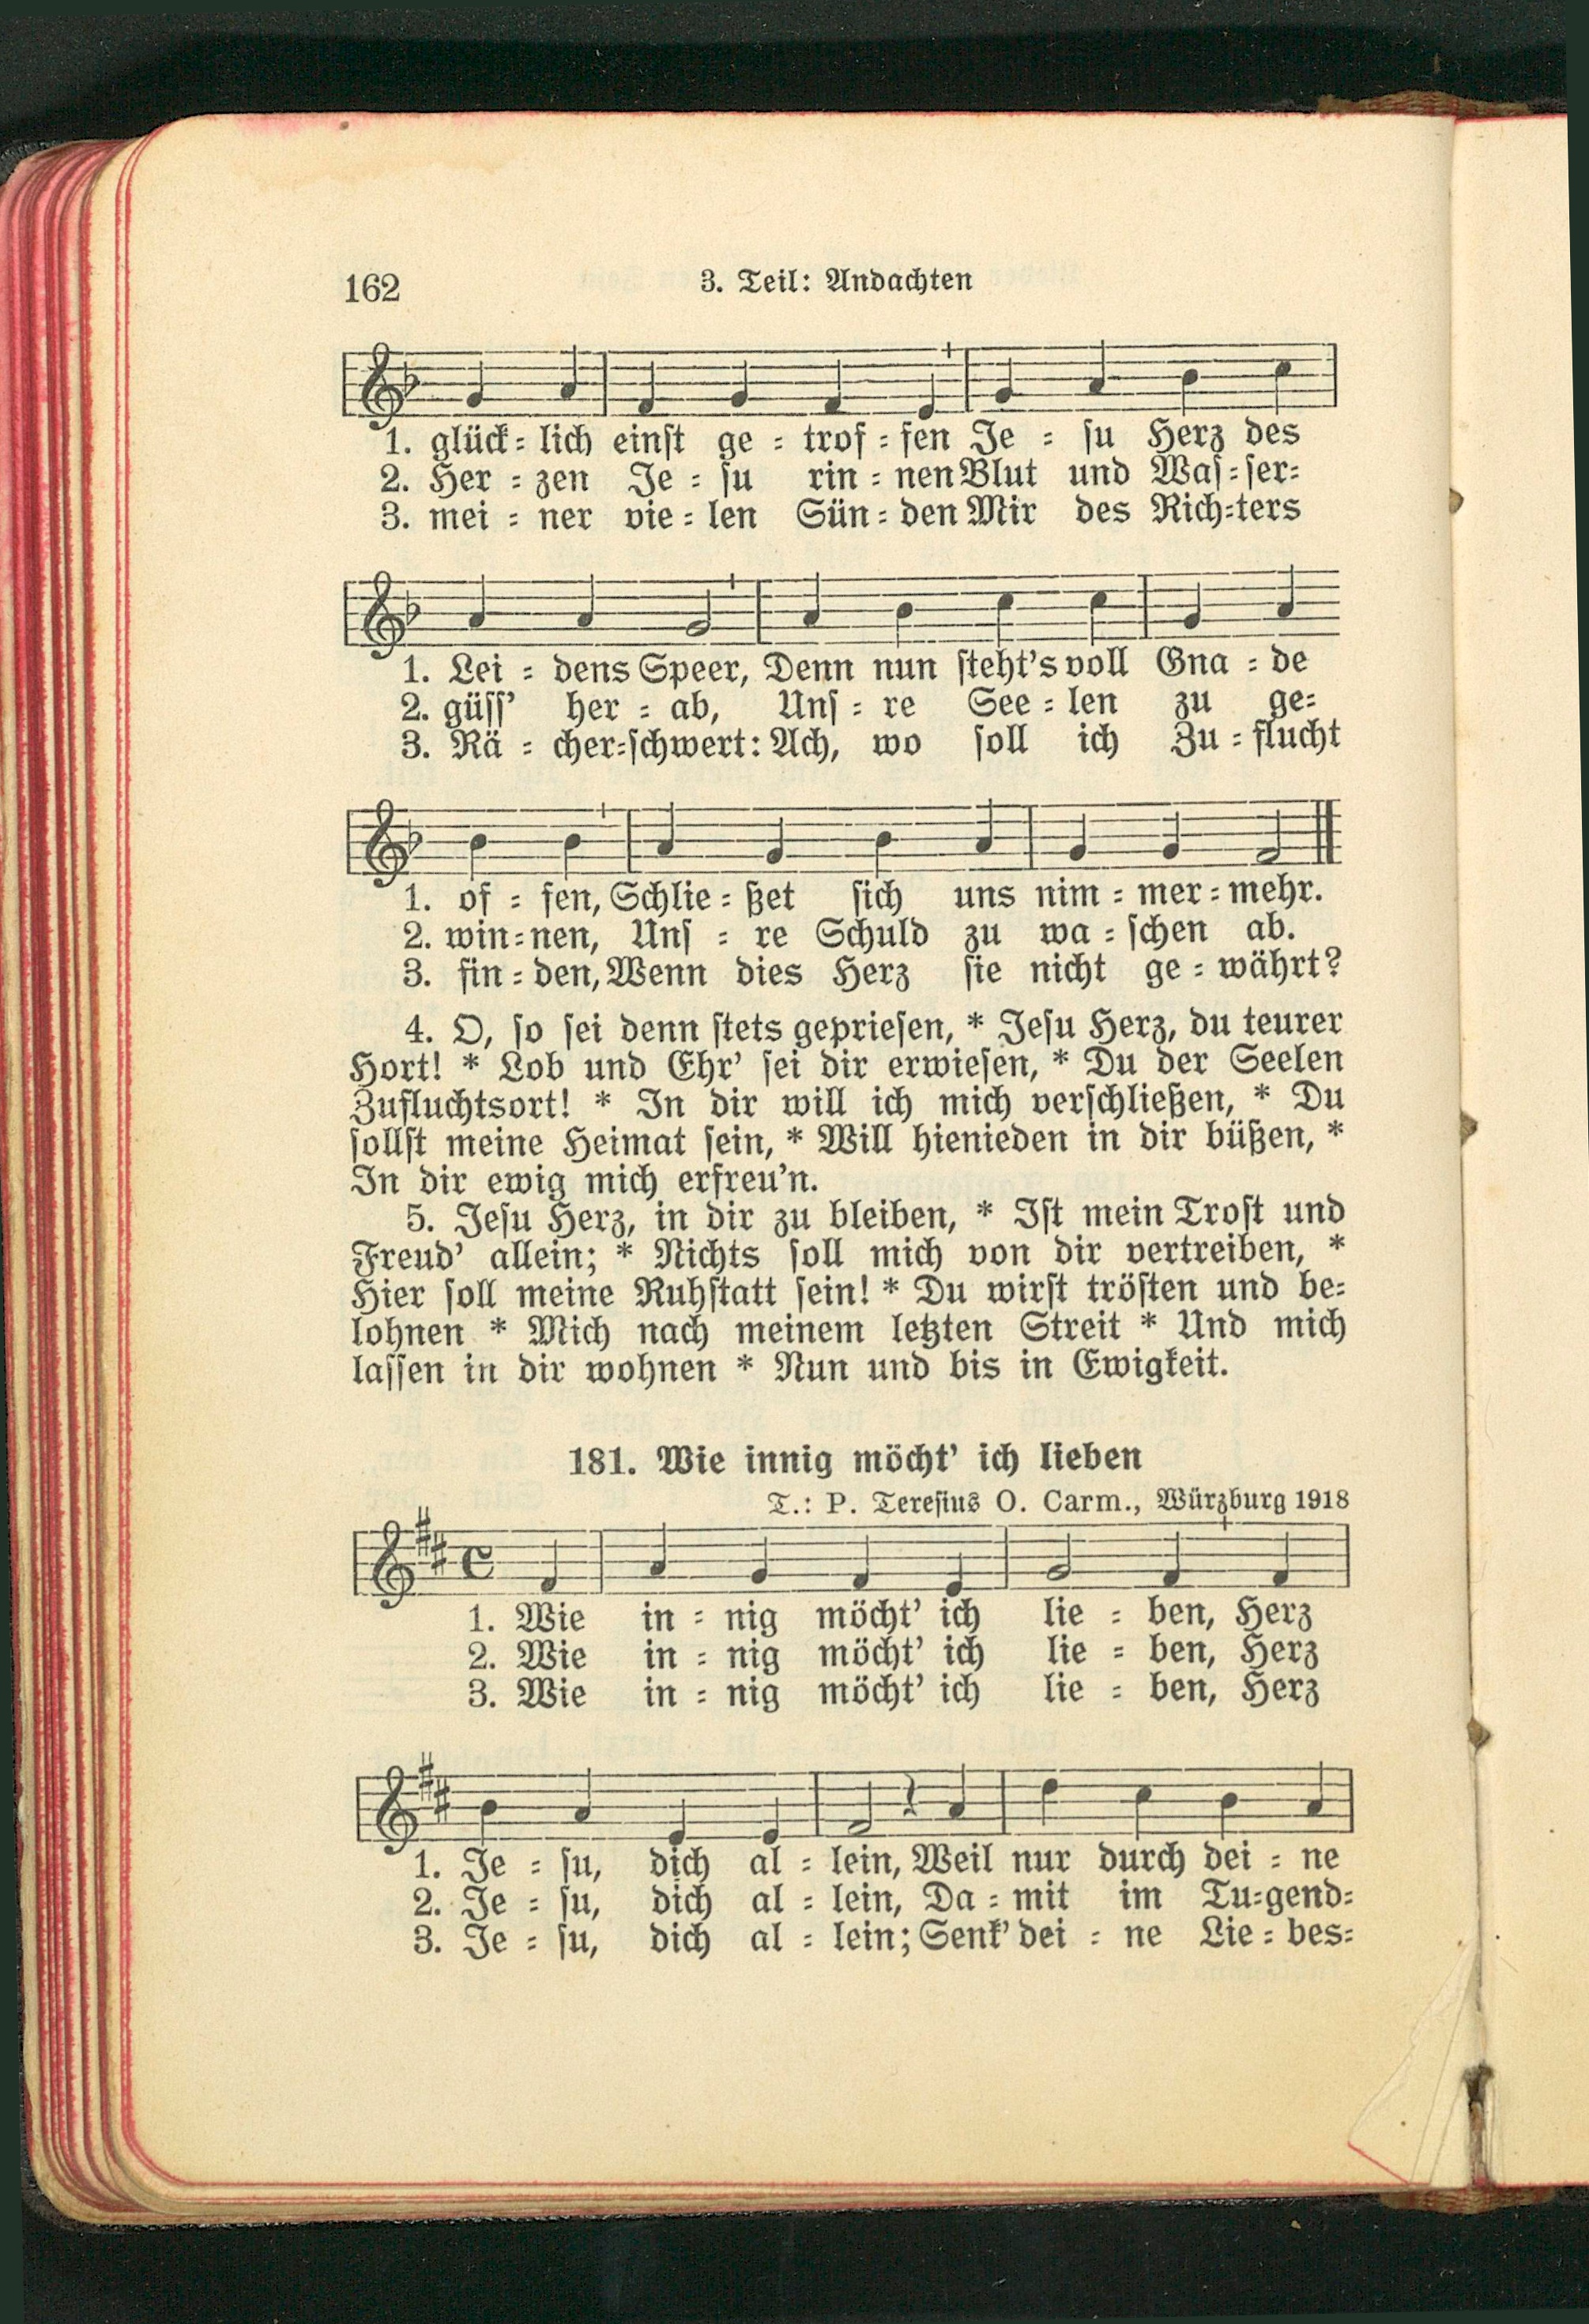 162
3. Teil: Andachten
1. glück=lich einst ge=trof=fen Je=su Herz des
2. Her=zen Je=su rin=nen Blut und Was=ser=
3. mei=ner vie=len Sün=den Mir des Rich=ters
1. Lei=dens Speer, Denn nun steht's voll Gna=de
2. güss' her=ab, Uns=re See=len zu ge=
3. Rä=cher=schwert: Ach, wo soll ich Zu=flucht
1. of=fen, Schlie=ßet sich uns nim=mer=mehr.
2. win=nen, Uns=re Schuld zu wa=schen ab.
3. fin=den, Wenn dies Herz sie nicht ge=währt?
4. O, so sei denn stets gepriesen, * Jesu Herz, du teurer
Hort! * Lob und Ehr' sei dir erwiesen, * Du der Seelen
Zufluchtsort! * In dir will ich mich verschließen, * Du
sollst meine Heimat sein, * Will hienieden in dir büßen, *
In dir ewig mich erfreu'n.
5. Jesu Herz, in dir zu bleiben, * Ist mein Trost und
Freud' allein; * Nichts soll mich von dir vertreiben, *
Hier soll meine Ruhstatt sein! * Du wirst trösten und be=
lohnen * Mich nach meinem letzten Streit * Und mich
lassen in dir wohnen * Nun und bis in Ewigkeit.
181. Wie innig möcht' ich lieben
T.: P. Teresius O. Carm., Würzburg 1918
1. Wie in=nig möcht' ich lie=ben, Herz
2. Wie in=nig möcht' ich lie=ben, Herz
3. Wie in=nig möcht' ich lie=ben, Herz
1. Je=su, dich al=lein, Weil nur durch dei=ne
2. Je=su, dich al=lein, Da=mit im Tu=gend=
3. Je=su, dich al=lein; Senk' dei=ne Lie=bes=